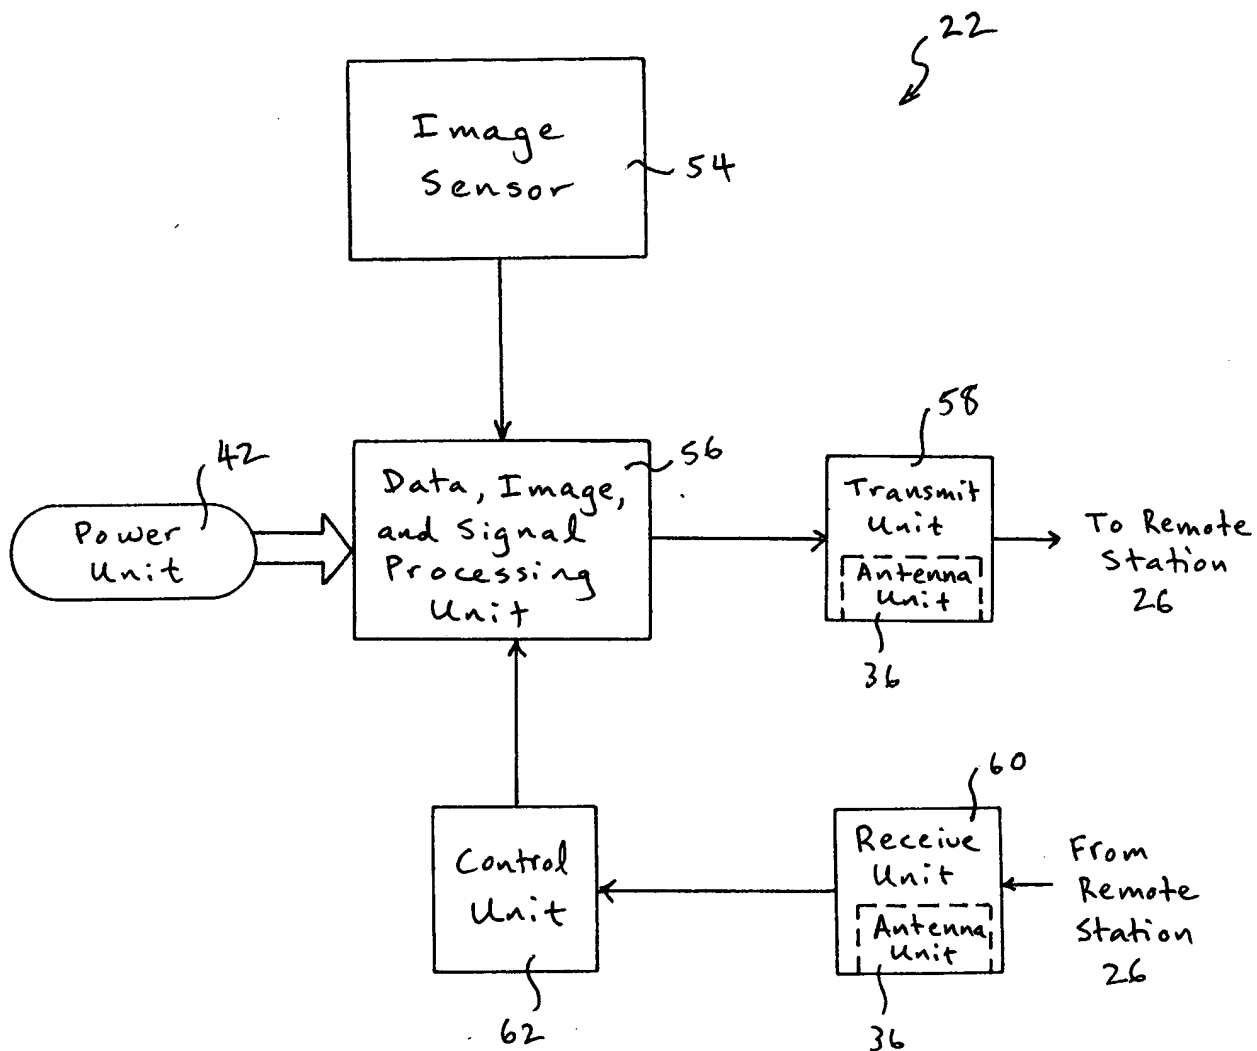 22
Image
Sensor
54
42
Power
Unit
Data, Image,
and Signal
Processing
Unit
56
58
Transmit
Unit
Antenna
Unit
36
To Remote
Station
26
60
Receive
Unit
Antenna
Unit
36
From
Remote
Station
26
Control
Unit
62